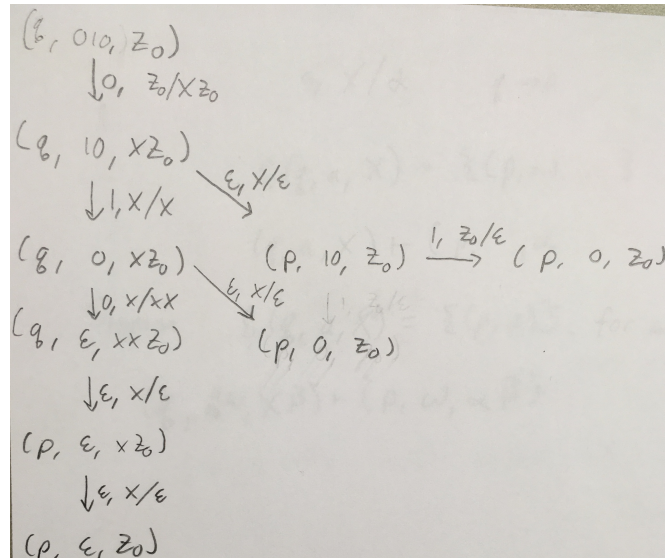 (q, 010, Z₀)
↓0, Z₀/XZ₀
(q, 10, XZ₀)
↓1, X/X
ε, X/ε
(q, 0, XZ₀)
(P, 10, Z₀) 1, Z₀/ε → (P, 0, Z₀)
↓0, X/XX
ε, X/ε
(q, ε, XXZ₀)
(P, 0, Z₀)
↓ε, X/ε
(P, ε, XZ₀)
↓ε, X/ε
(P, ε, Z₀)